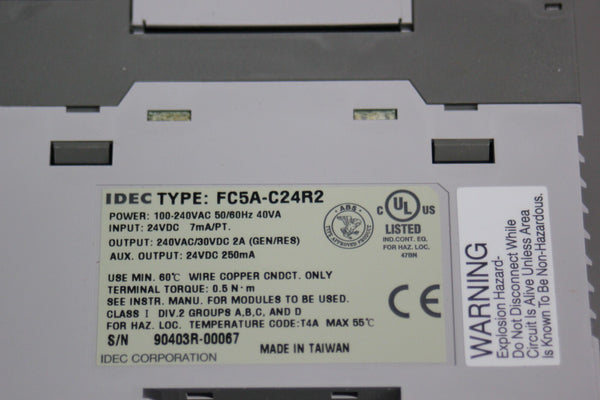 IDEC TYPE: FC5A-C24R2
POWER: 100-240VAC 50/60Hz 40VA
INPUT: 24VDC 7mA/PT.
OUTPUT: 240VAC/30VDC 2A (GEN/RES)
AUX. OUTPUT: 24VDC 250mA
ABS
TYPE APPROVED PRODUCT
C UL US
LISTED
IND.CONT. EQ.
FOR HAZ. LOC.
47BN
USE MIN. 60℃ WIRE COPPER CNDCT. ONLY
TERMINAL TORQUE: 0.5 N·m
SEE INSTR. MANU. FOR MODULES TO BE USED.
CLASS I DIV.2 GROUPS A,B,C, AND D
FOR HAZ. LOC. TEMPERATURE CODE:T4A MAX 55℃
S/N 90403R-00067
MADE IN TAIWAN
IDEC CORPORATION
CE
WARNING
Explosion Hazard-
Do Not Disconnect While
Circuit Is Alive Unless Area
Is Known To Be Non-Hazardous.